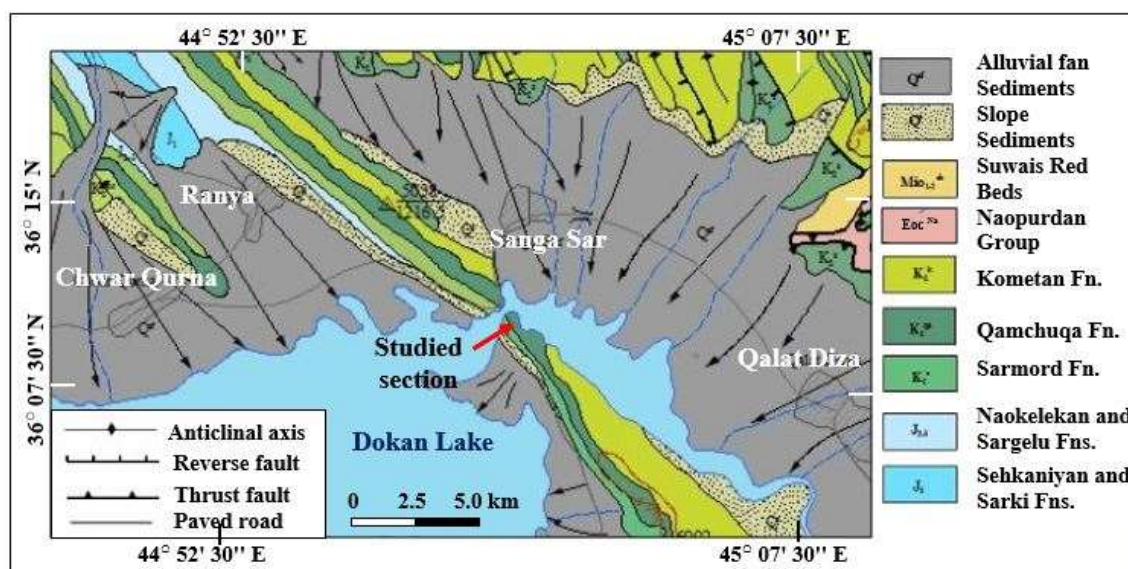 44° 52' 30'' E
45° 07' 30'' E
36° 15' N
36° 07' 30'' N
Ranya
Sanga Sar
Chwar Qurna
Studied
section
Qalat Diza
Dokan Lake
J₁
Anticlinal axis
Reverse fault
Thrust fault
Paved road
0 2.5 5.0 km
44° 52' 30'' E
45° 07' 30'' E
Alluvial fan
Sediments
Slope
Sediments
Suwais Red
Beds
Naopurdan
Group
Kometan Fn.
Qamchuqa Fn.
Sarmord Fn.
Naokelekan and
Sargelu Fns.
Sehkaniyan and
Sarki Fns.